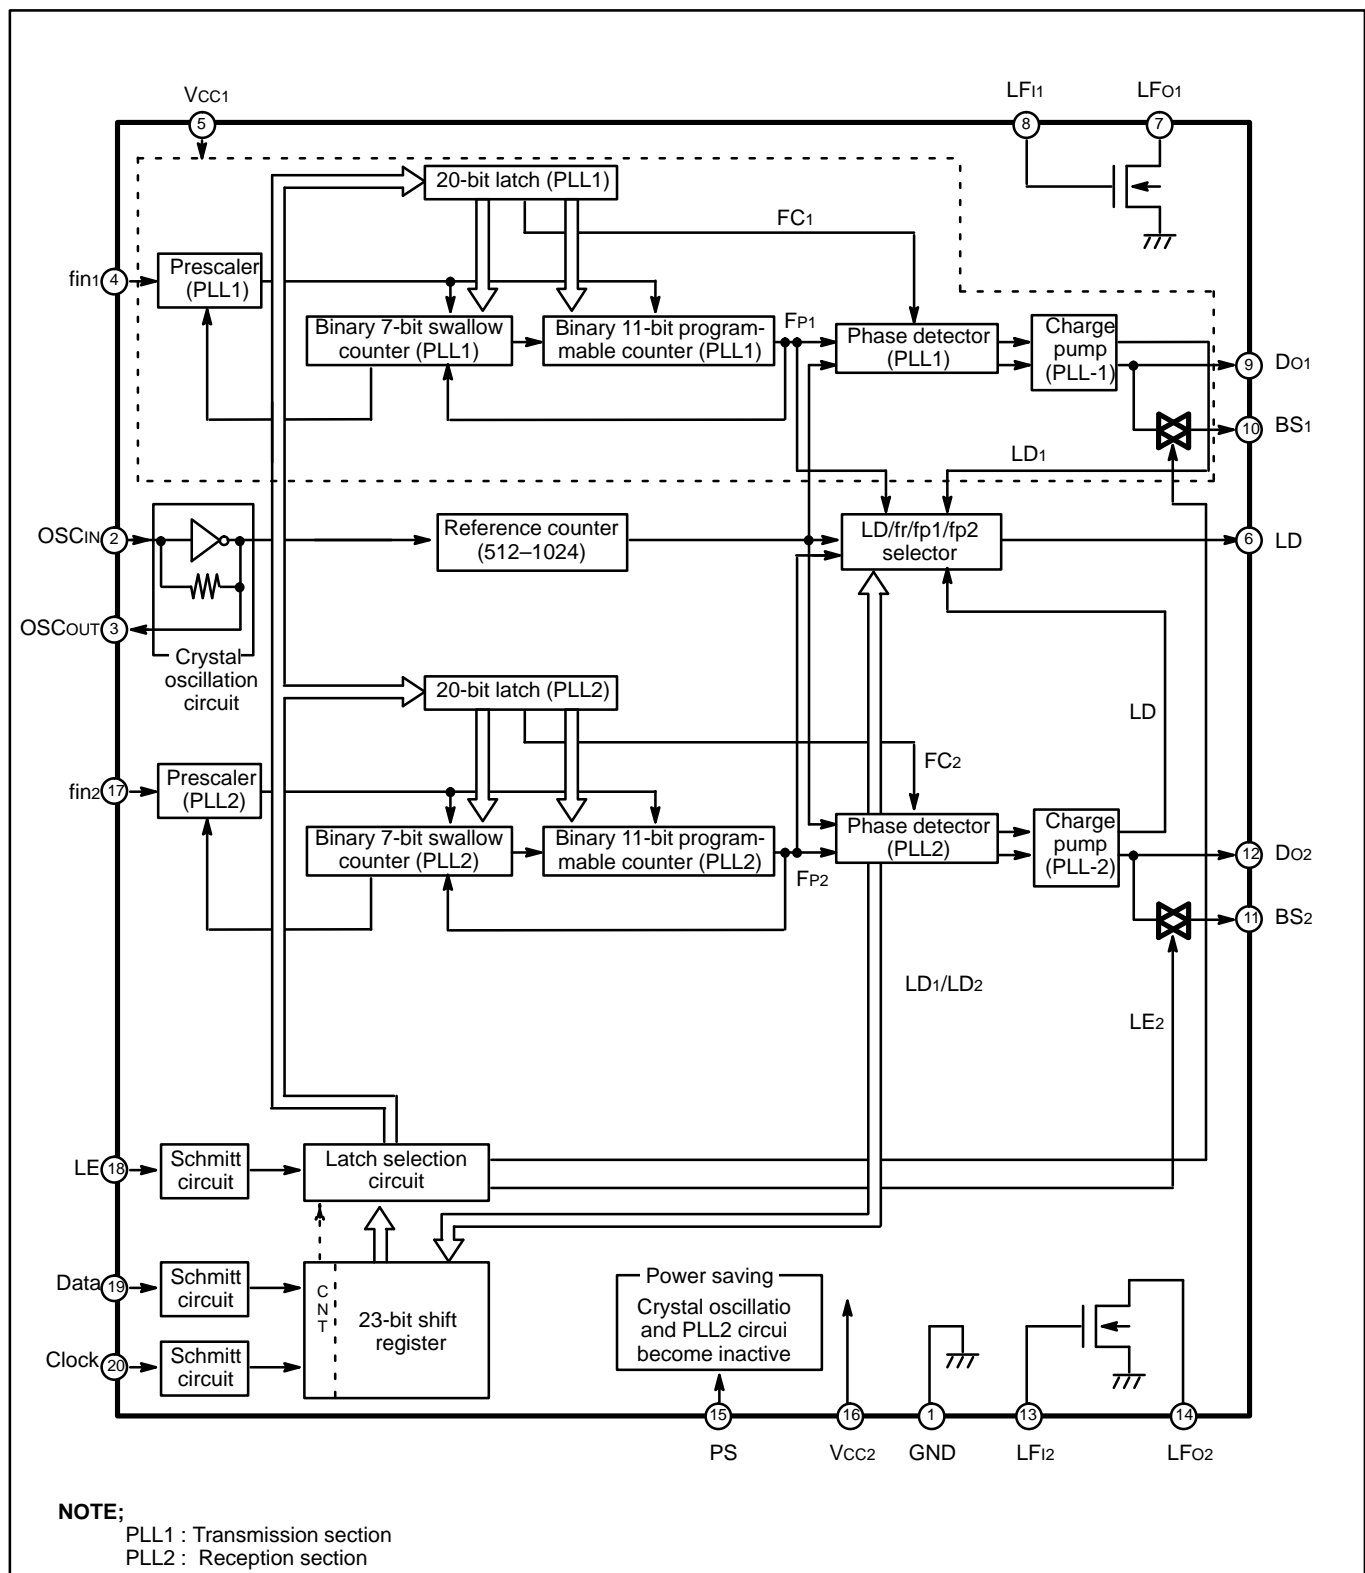 VCC1
LFI1
LFO1
5
8
7
20-bit latch (PLL1)
FC1
fin1
4
Prescaler
(PLL1)
Binary 7-bit swallow
counter (PLL1)
Binary 11-bit program-
mable counter (PLL1)
FP1
Phase detector
(PLL1)
Charge
pump
(PLL-1)
9
DO1
10
BS1
LD1
OSCIN
2
Reference counter
(512–1024)
LD/fr/fp1/fp2
selector
6
LD
OSCOUT
3
Crystal
oscillation
circuit
20-bit latch (PLL2)
LD
FC2
fin2
17
Prescaler
(PLL2)
Binary 7-bit swallow
counter (PLL2)
Binary 11-bit program-
mable counter (PLL2)
FP2
Phase detector
(PLL2)
Charge
pump
(PLL-2)
12
DO2
11
BS2
LD1/LD2
LE2
LE
18
Schmitt
circuit
Latch selection
circuit
Data
19
Schmitt
circuit
CNT
23-bit shift
register
Clock
20
Schmitt
circuit
Power saving
Crystal oscillatio
and PLL2 circui
become inactive
15
16
1
13
14
PS
VCC2
GND
LFI2
LFO2
NOTE;
PLL1 : Transmission section
PLL2 : Reception section